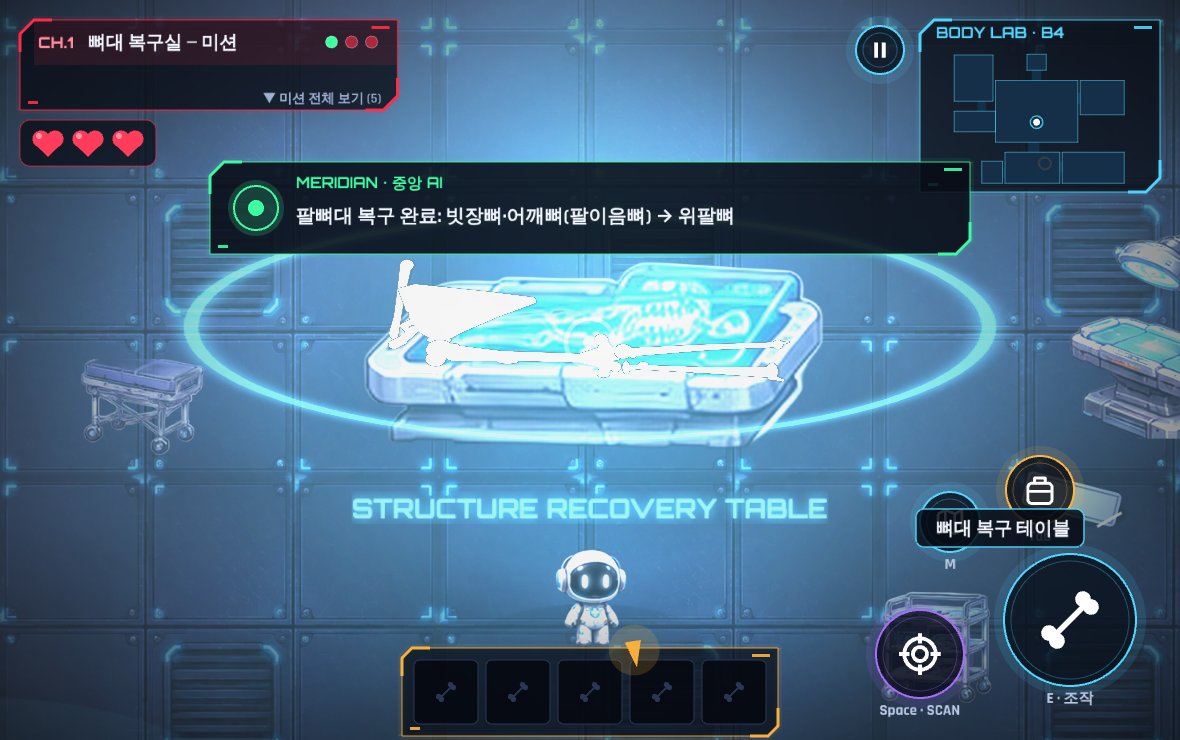 CH.1 뼈대 복구실 – 미션
▼ 미션 전체 보기 (5)
BODY LAB · B4
MERIDIAN · 중앙 AI
팔뼈대 복구 완료: 빗장뼈·어깨뼈(팔이음뼈) → 위팔뼈
STRUCTURE RECOVERY TABLE
뼈대 복구 테이블
M
Space · SCAN
E · 조작